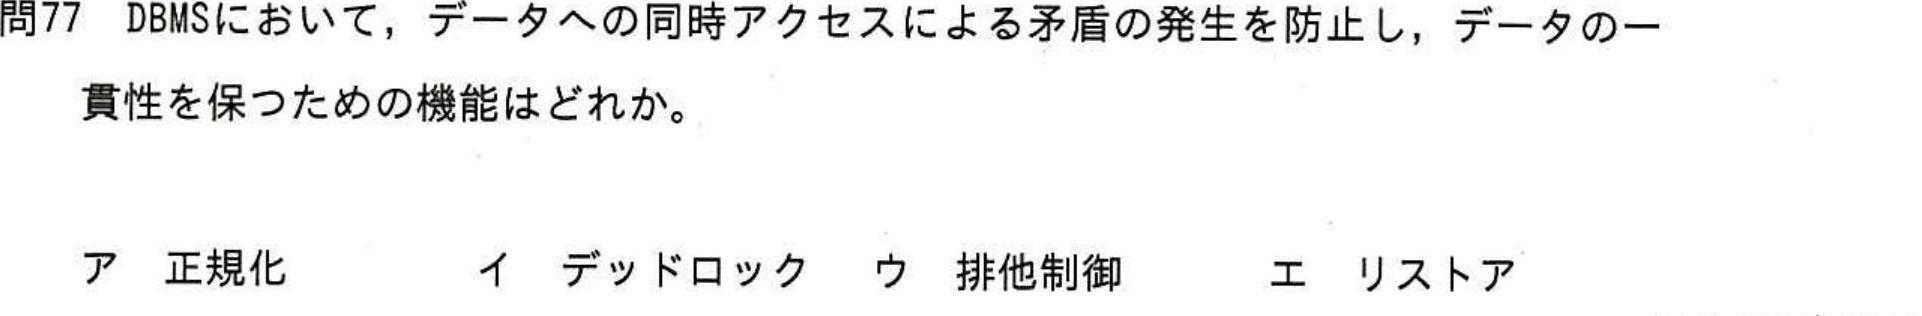 問77　DBMSにおいて，データへの同時アクセスによる矛盾の発生を防止し，データの一
貫性を保つための機能はどれか。
ア　正規化　イ　デッドロック　ウ　排他制御　エ　リストア